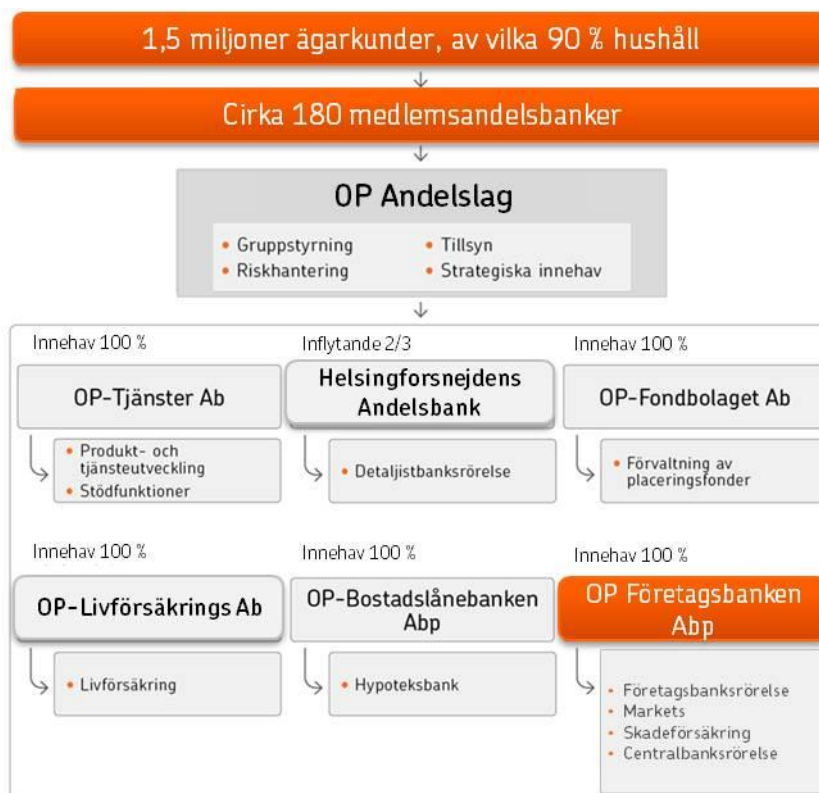 1,5 miljoner ägarkunder, av vilka 90 % hushåll
Cirka 180 medlemsandelsbanker
OP Andelslag
• Gruppstyrning
• Riskhantering
• Tillsyn
• Strategiska innehav
Innehav 100 %
OP-Tjänster Ab
• Produkt- och
tjänsteutveckling
• Stödfunktioner
Inflytande 2/3
Helsingforsnejdens
Andelsbank
• Detaljistbanksrörelse
Innehav 100 %
OP-Fondbolaget Ab
• Förvaltning av
placeringsfonder
Innehav 100 %
OP-Livförsäkrings Ab
• Livförsäkring
Innehav 100 %
OP-Bostadslånebanken
Abp
• Hypoteksbank
Innehav 100 %
OP Företagsbanken
Abp
• Företagsbanksrörelse
• Markets
• Skadeförsäkring
• Centralbanksrörelse